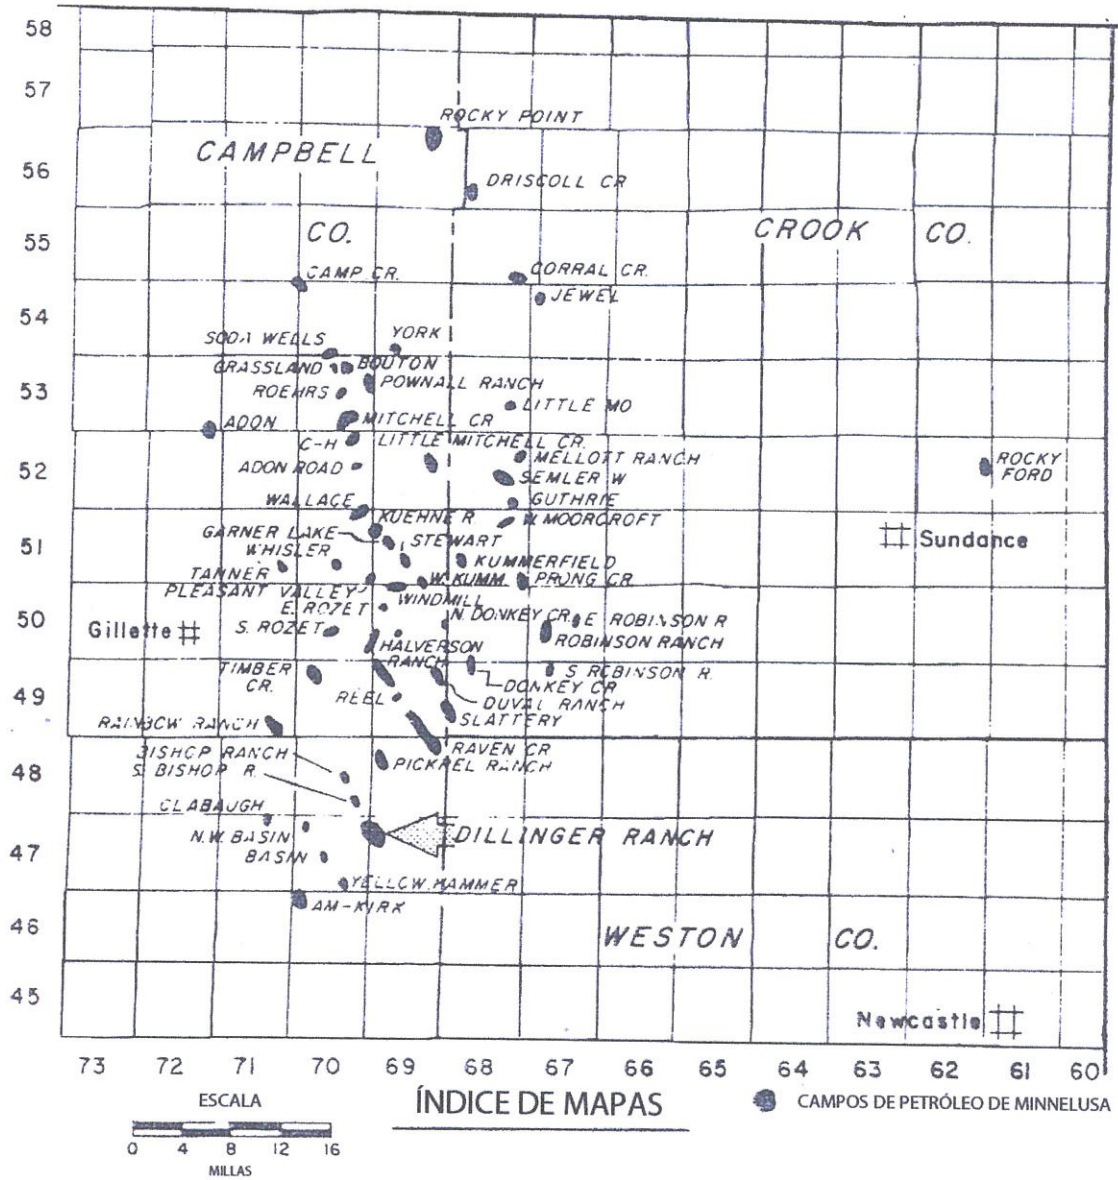 58
57
ROCKY POINT
CAMPBELL
56
DRISCOLL CR
55
CO.
CROOK CO.
CAMP CR.
CORRAL CR.
JEWEL
54
YORK
SODA WELLS
BOUTON
GRASSLAND
POWNALL RANCH
53
ROEHRS
LITTLE MO
ADON
MITCHELL CR
C-H
LITTLE MITCHELL CR.
MELLOTT RANCH
52
ADON ROAD
SEMLER W
ROCKY
FORD
WALLACE
GUTHRIE
KUEHNE R
W. MOORCROFT
GARNER LAKE
STEWART
Sundance
51
WHISLER
KUMMERFIELD
TANNER
W. KUMM
PRONG CR.
PLEASANT VALLEY
WINDMILL
E. ROZET
N. DONKEY CR.
E ROBINSON R
50
Gillette
S. ROZET
ROBINSON RANCH
HALVERSON
RANCH
TIMBER
CR.
S ROBINSON R.
DONKEY CR
49
REEL
DUVAL RANCH
SLATTERY
RAINBOW RANCH
RAVEN CR
BISHOP RANCH
PICKREL RANCH
48
S. BISHOP R.
CLABAUGH
N.W. BASIN
DILLINGER RANCH
47
BASIN
YELLOW HAMMER
AM-KIRK
46
WESTON CO.
45
Newcastle
73 72 71 70 69 68 67 66 65 64 63 62 61 60
ESCALA
ÍNDICE DE MAPAS
CAMPOS DE PETRÓLEO DE MINNELUSA
0 4 8 12 16
MILLAS